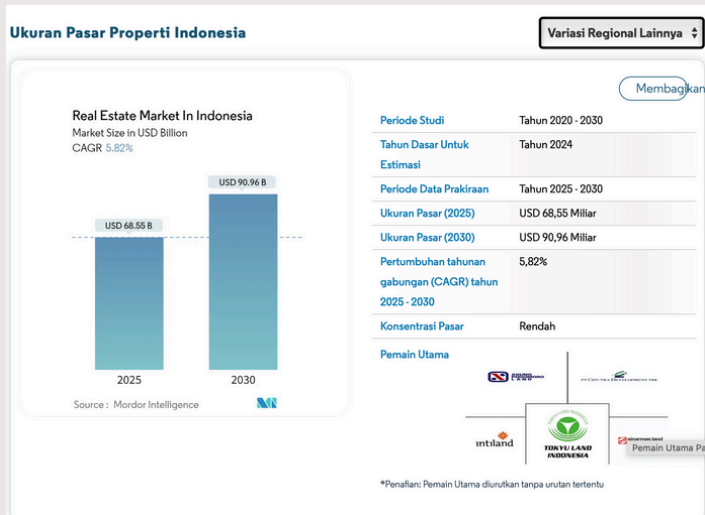 Ukuran Pasar Properti Indonesia
Variasi Regional Lainnya
Membagikan
Real Estate Market In Indonesia
Market Size in USD Billion
CAGR 5.82%
USD 68.55 B
USD 90.96 B
2025
2030
Source : Mordor Intelligence
Periode Studi Tahun 2020 - 2030
Tahun Dasar Untuk Estimasi Tahun 2024
Periode Data Prakiraan Tahun 2025 - 2030
Ukuran Pasar (2025) USD 68,55 Miliar
Ukuran Pasar (2030) USD 90,96 Miliar
Pertumbuhan tahunan gabungan (CAGR) tahun 2025 - 2030 5,82%
Konsentrasi Pasar Rendah
Pemain Utama
intiland
TOKYU LAND
INDONESIA
Pemain Utama Pa
*Penafian: Pemain Utama diurutkan tanpa urutan tertentu